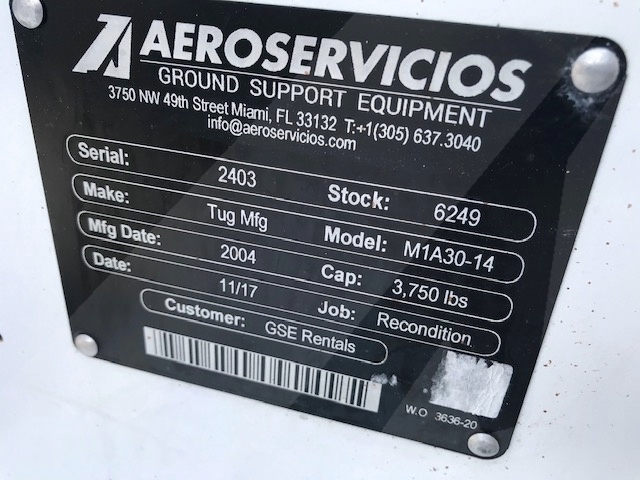 AEROSERVICIOS
GROUND SUPPORT EQUIPMENT
3750 NW 49th Street Miami, FL 33132 T:+1(305) 637.3040
info@aeroservicios.com
Serial: 2403 Stock: 6249
Make: Tug Mfg Model: M1A30-14
Mfg Date: 2004 Cap: 3,750 lbs
Date: 11/17 Job: Recondition
Customer: GSE Rentals
W.O 3636-20